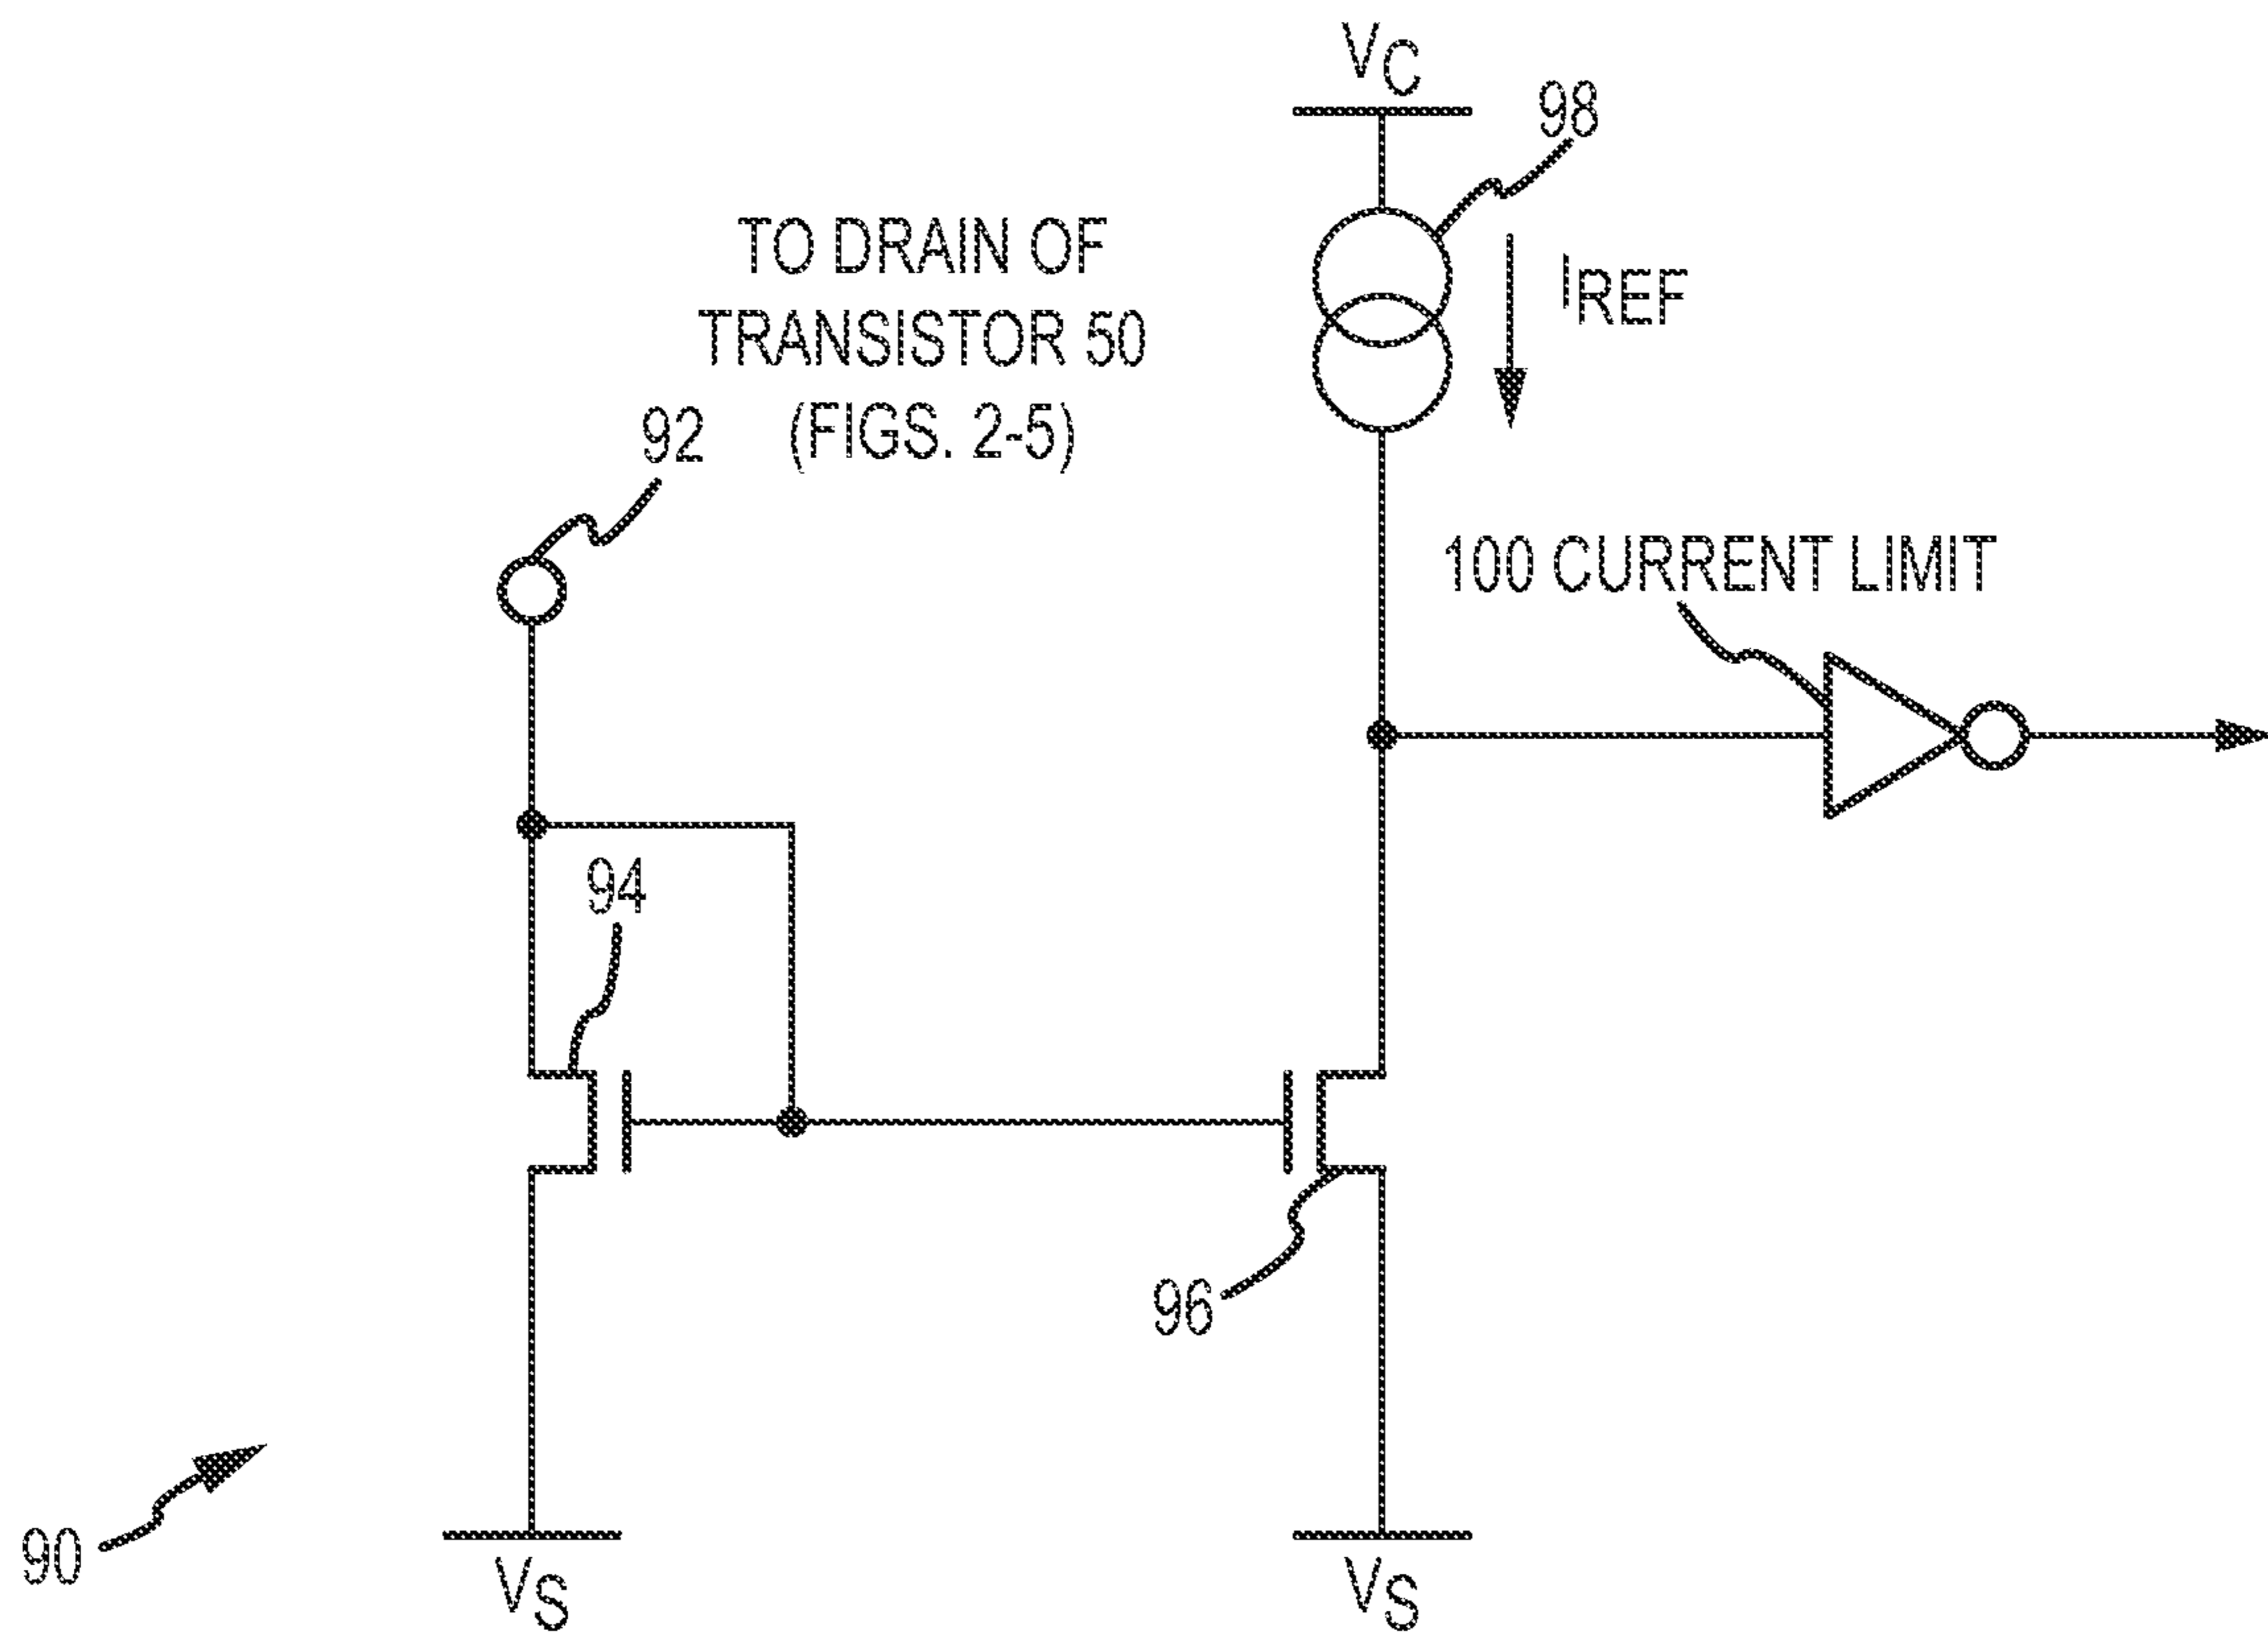 VC
98
TO DRAIN OF
TRANSISTOR 50
(FIGS. 2-5)
IREF
92
100 CURRENT LIMIT
94
96
90
VS
VS